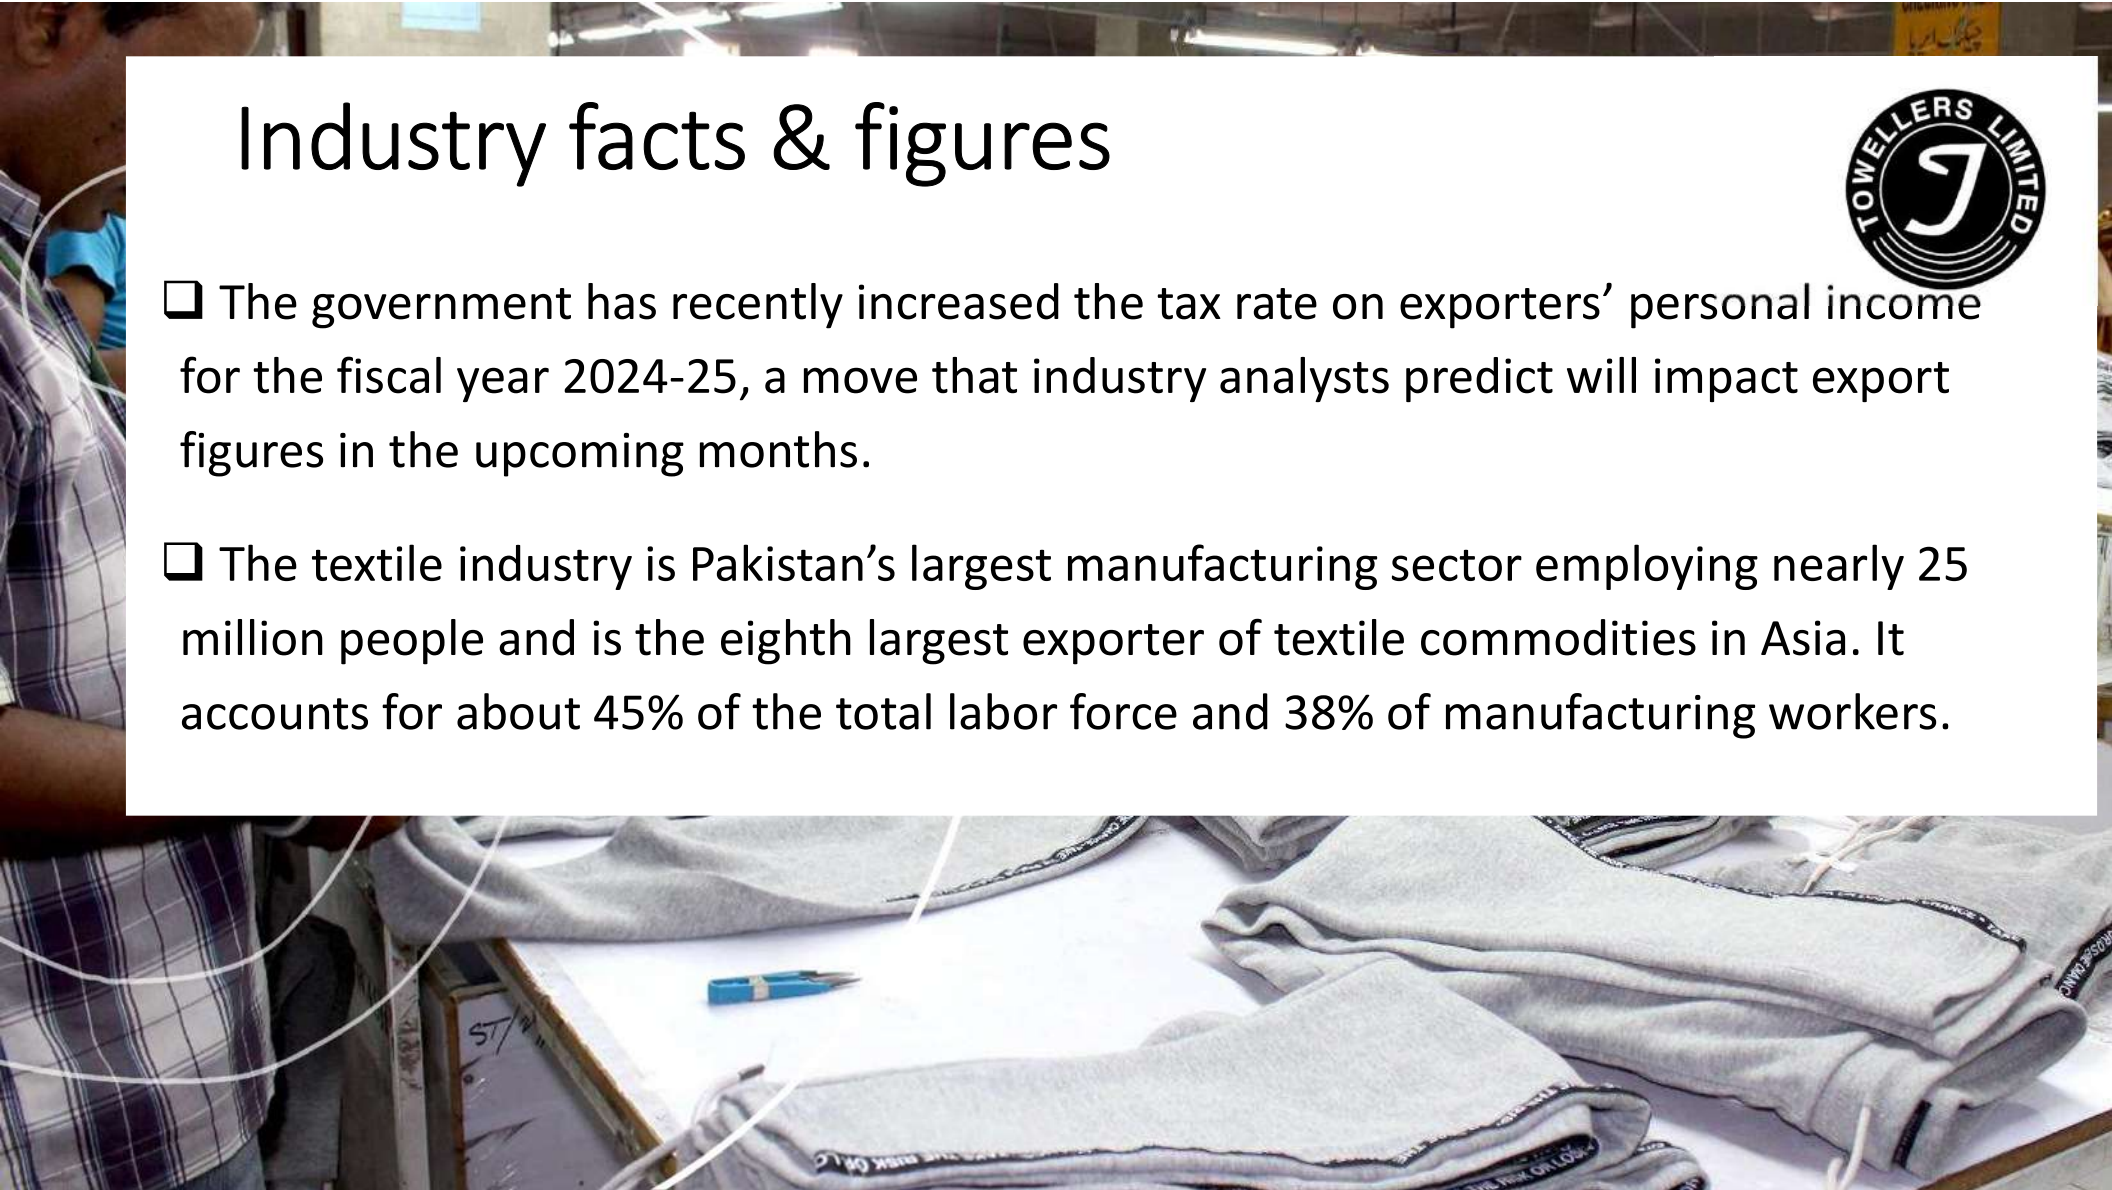 چیکنگ ایریا
Industry facts & figures
TOWELLERS LIMITED
❑ The government has recently increased the tax rate on exporters’ personal income
for the fiscal year 2024-25, a move that industry analysts predict will impact export
figures in the upcoming months.
❑ The textile industry is Pakistan’s largest manufacturing sector employing nearly 25
million people and is the eighth largest exporter of textile commodities in Asia. It
accounts for about 45% of the total labor force and 38% of manufacturing workers.
ST/